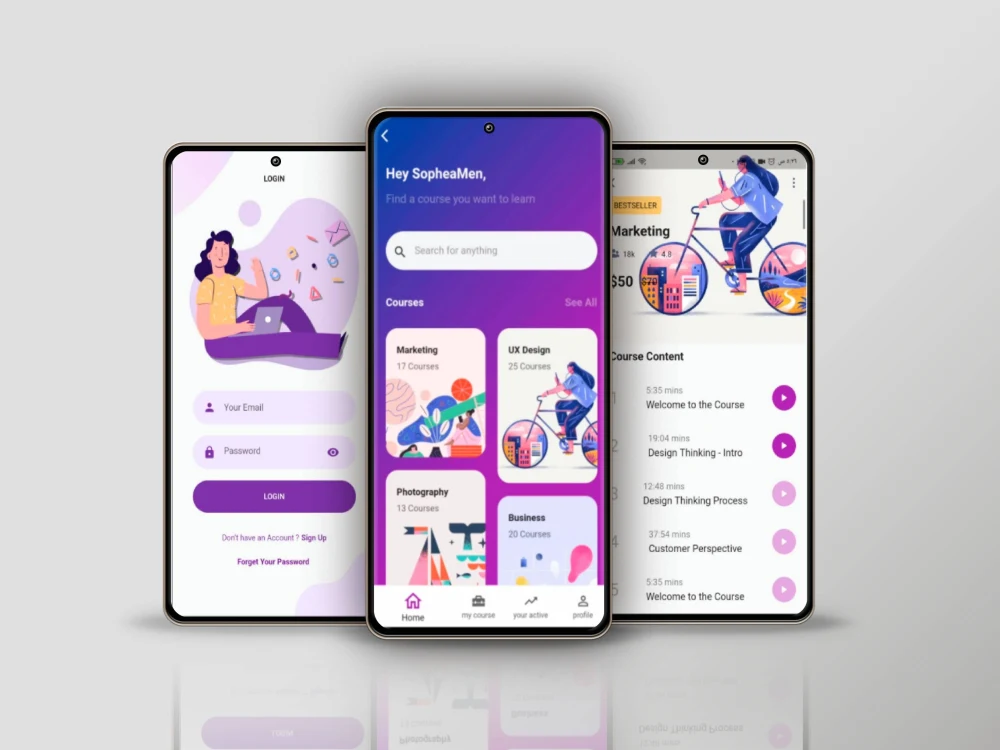 LOGIN
Your Email
Password
LOGIN
Don't have an Account ? Sign Up
Forget Your Password
Hey SopheaMen,
Find a course you want to learn
Search for anything
Courses
See All
Marketing
17 Courses
UX Design
25 Courses
Photography
13 Courses
Business
20 Courses
Home
my course
your active
profile
BESTSELLER
Marketing
18k
4.8
$50 $70
Course Content
1
5:35 mins
Welcome to the Course
2
19:04 mins
Design Thinking - Intro
3
12:48 mins
Design Thinking Process
4
37:54 mins
Customer Perspective
5
5:35 mins
Welcome to the Course